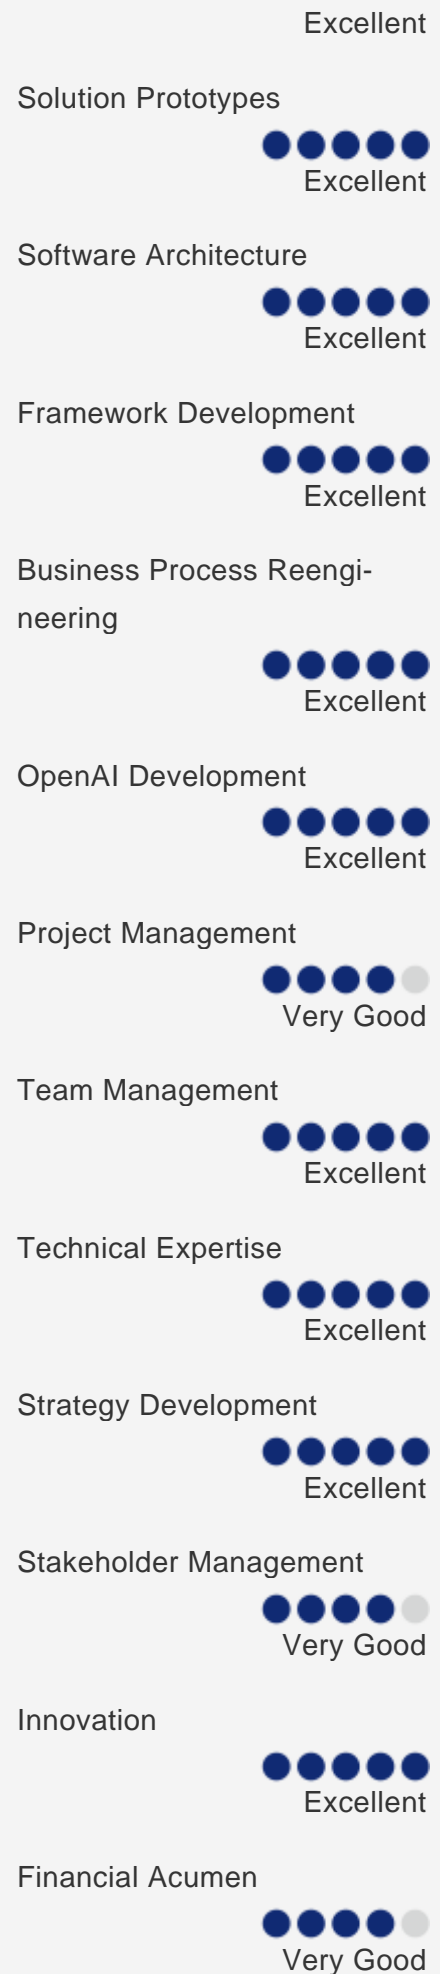 Excellent
Solution Prototypes
Excellent
Software Architecture
Excellent
Framework Development
Excellent
Business Process Reengi-
neering
Excellent
OpenAI Development
Excellent
Project Management
Very Good
Team Management
Excellent
Technical Expertise
Excellent
Strategy Development
Excellent
Stakeholder Management
Very Good
Innovation
Excellent
Financial Acumen
Very Good